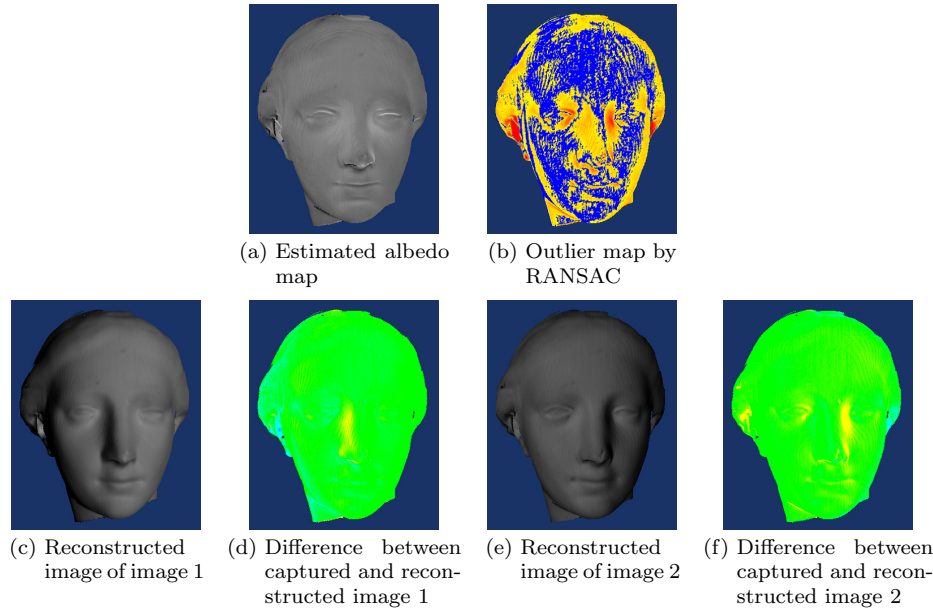 (a) Estimated albedo
map
(b) Outlier map by
RANSAC
(c) Reconstructed
image of image 1
(d) Difference between
captured and recon-
structed image 1
(e) Reconstructed
image of image 2
(f) Difference between
captured and recon-
structed image 2